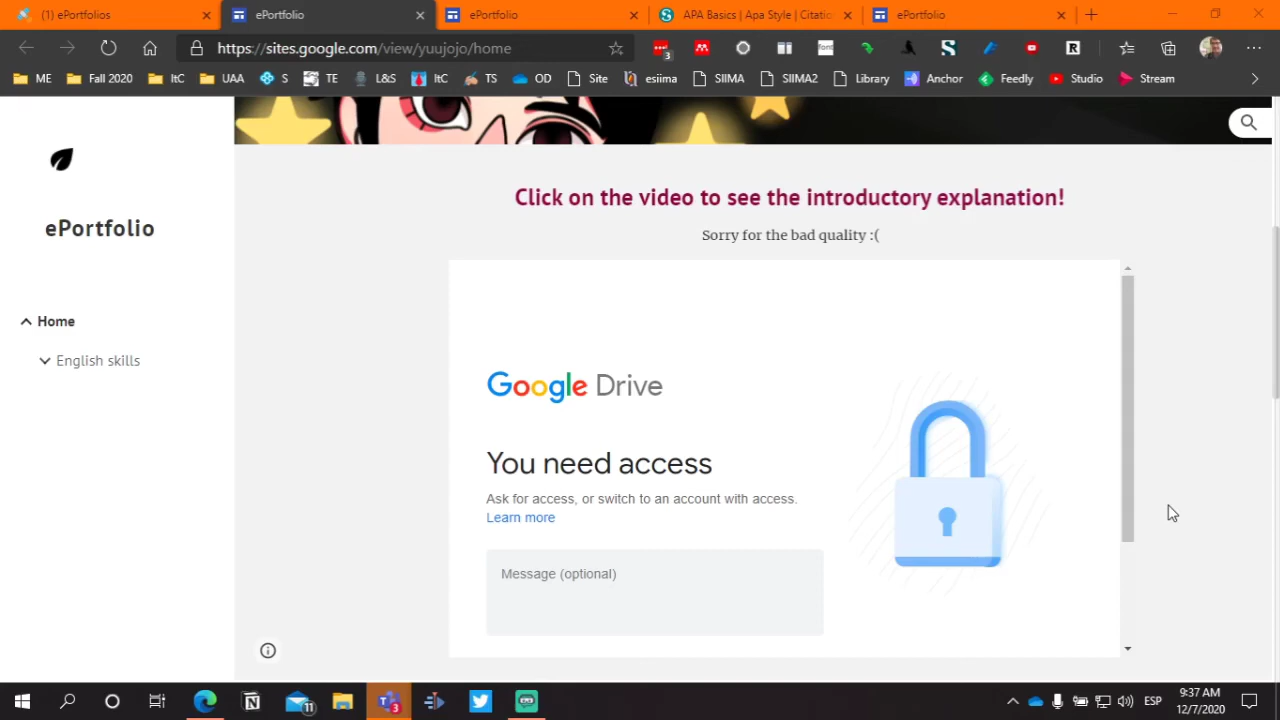 (1) ePortfolios
ePortfolio
ePortfolio
APA Basics | Apa Style | Citatio
ePortfolio
https://sites.google.com/view/yuujojo/home
3
font
R
ME
Fall 2020
ItC
UAA
S
TE
L&S
ItC
TS
OD
Site
esiima
SIIMA
SIIMA2
Library
Anchor
Feedly
Studio
Stream
ePortfolio
Home
English skills
Click on the video to see the introductory explanation!
Sorry for the bad quality :(
Google Drive
You need access
Ask for access, or switch to an account with access.
Learn more
Message (optional)
11
3
ESP
9:37 AM
12/7/2020